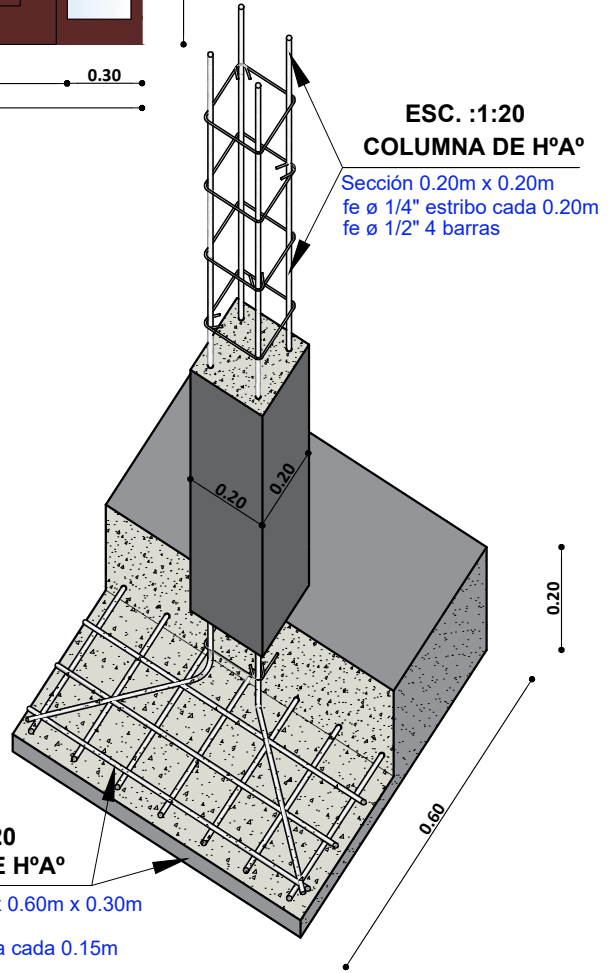 0.30
ESC. :1:20
COLUMNA DE HºAº
Sección 0.20m x 0.20m
fe ø 1/4" estribo cada 0.20m
fe ø 1/2" 4 barras
0.20
0.20
0.20
0.60
20
HºAº
0.60m x 0.30m
cada 0.15m